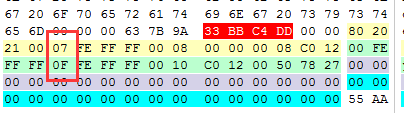 67 20 6F 70 65 72 61 74 69 6E 67 20 73 79 73 74
65 6D 00 00 00 63 7B 9A 33 BB C4 DD 00 00 80 20
21 00 07 FE FF FF 00 08 00 00 00 08 C0 12 00 FE
FF FF 0F FE FF FF 00 10 C0 12 00 50 78 27 00 00
00 00 00 00 00 00 00 00 00 00 00 00 00 00 00 00
00 00 00 00 00 00 00 00 00 00 00 00 00 00 55 AA